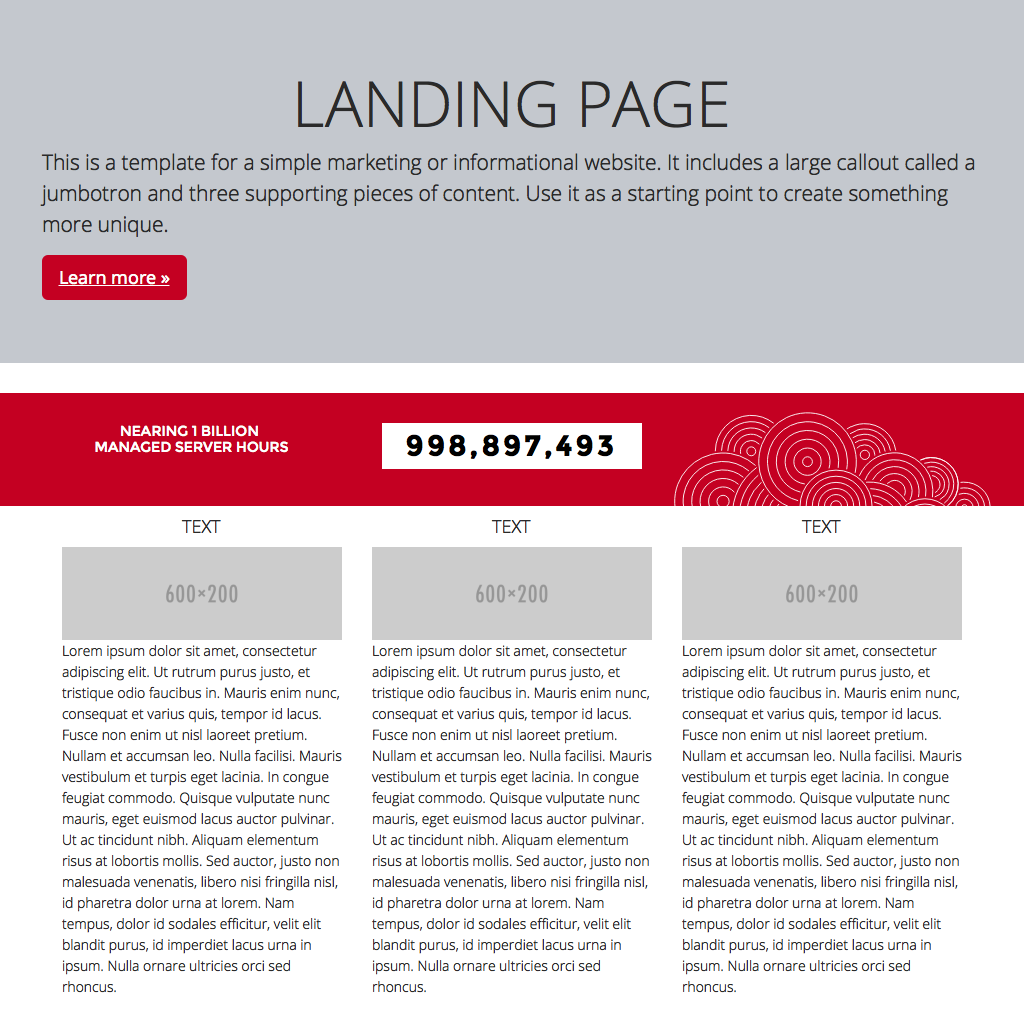 LANDING PAGE
This is a template for a simple marketing or informational website. It includes a large callout called a
jumbotron and three supporting pieces of content. Use it as a starting point to create something
more unique.
Learn more »
NEARING 1 BILLION
MANAGED SERVER HOURS
998,897,493
TEXT
600×200
Lorem ipsum dolor sit amet, consectetur
adipiscing elit. Ut rutrum purus justo, et
tristique odio faucibus in. Mauris enim nunc,
consequat et varius quis, tempor id lacus.
Fusce non enim ut nisl laoreet pretium.
Nullam et accumsan leo. Nulla facilisi. Mauris
vestibulum et turpis eget lacinia. In congue
feugiat commodo. Quisque vulputate nunc
mauris, eget euismod lacus auctor pulvinar.
Ut ac tincidunt nibh. Aliquam elementum
risus at lobortis mollis. Sed auctor, justo non
malesuada venenatis, libero nisi fringilla nisl,
id pharetra dolor urna at lorem. Nam
tempus, dolor id sodales efficitur, velit elit
blandit purus, id imperdiet lacus urna in
ipsum. Nulla ornare ultricies orci sed
rhoncus.
TEXT
600×200
Lorem ipsum dolor sit amet, consectetur
adipiscing elit. Ut rutrum purus justo, et
tristique odio faucibus in. Mauris enim nunc,
consequat et varius quis, tempor id lacus.
Fusce non enim ut nisl laoreet pretium.
Nullam et accumsan leo. Nulla facilisi. Mauris
vestibulum et turpis eget lacinia. In congue
feugiat commodo. Quisque vulputate nunc
mauris, eget euismod lacus auctor pulvinar.
Ut ac tincidunt nibh. Aliquam elementum
risus at lobortis mollis. Sed auctor, justo non
malesuada venenatis, libero nisi fringilla nisl,
id pharetra dolor urna at lorem. Nam
tempus, dolor id sodales efficitur, velit elit
blandit purus, id imperdiet lacus urna in
ipsum. Nulla ornare ultricies orci sed
rhoncus.
TEXT
600×200
Lorem ipsum dolor sit amet, consectetur
adipiscing elit. Ut rutrum purus justo, et
tristique odio faucibus in. Mauris enim nunc,
consequat et varius quis, tempor id lacus.
Fusce non enim ut nisl laoreet pretium.
Nullam et accumsan leo. Nulla facilisi. Mauris
vestibulum et turpis eget lacinia. In congue
feugiat commodo. Quisque vulputate nunc
mauris, eget euismod lacus auctor pulvinar.
Ut ac tincidunt nibh. Aliquam elementum
risus at lobortis mollis. Sed auctor, justo non
malesuada venenatis, libero nisi fringilla nisl,
id pharetra dolor urna at lorem. Nam
tempus, dolor id sodales efficitur, velit elit
blandit purus, id imperdiet lacus urna in
ipsum. Nulla ornare ultricies orci sed
rhoncus.